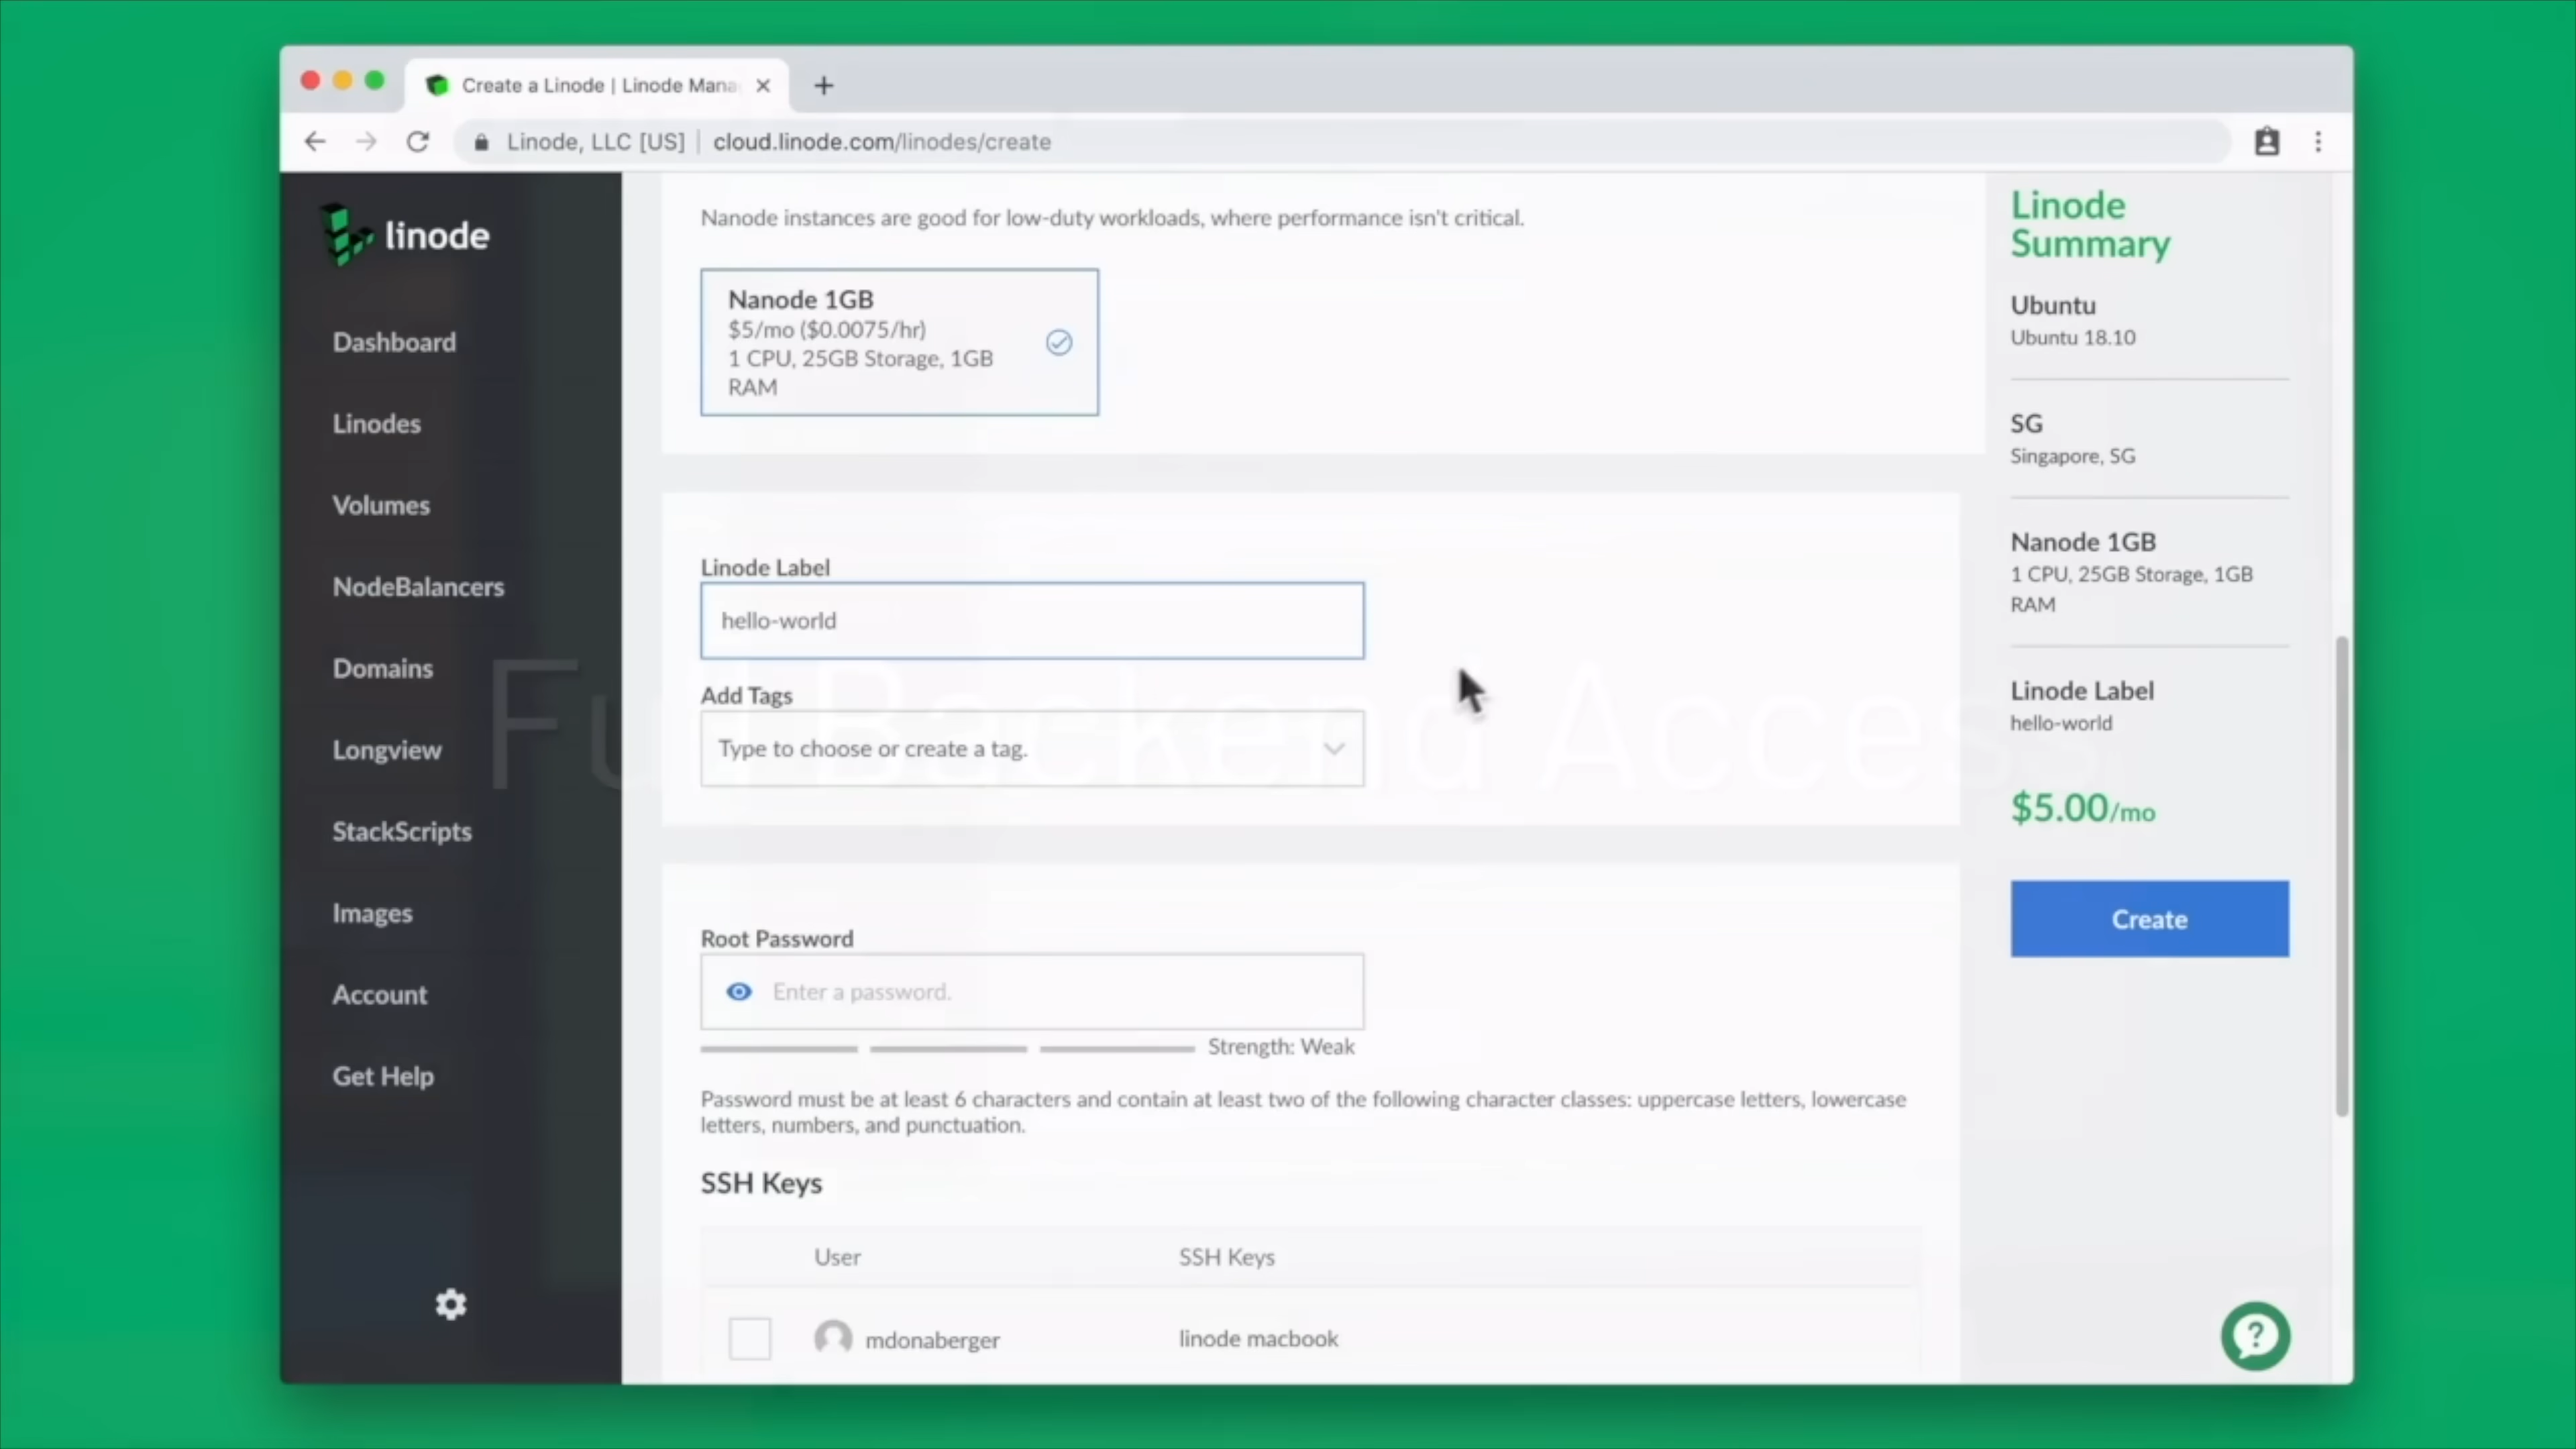 Create a Linode | Linode Mana
Linode, LLC [US] | cloud.linode.com/linodes/create
linode
Dashboard
Linodes
Volumes
NodeBalancers
Domains
Longview
StackScripts
Images
Account
Get Help
Nanode instances are good for low-duty workloads, where performance isn't critical.
Nanode 1GB
$5/mo ($0.0075/hr)
1 CPU, 25GB Storage, 1GB
RAM
Linode Label
hello-world
Add Tags
Type to choose or create a tag.
Full Backend Access
Root Password
Enter a password.
Strength: Weak
Password must be at least 6 characters and contain at least two of the following character classes: uppercase letters, lowercase
letters, numbers, and punctuation.
SSH Keys
User SSH Keys
mdonaberger linode macbook
Linode
Summary
Ubuntu
Ubuntu 18.10
SG
Singapore, SG
Nanode 1GB
1 CPU, 25GB Storage, 1GB
RAM
Linode Label
hello-world
$5.00/mo
Create